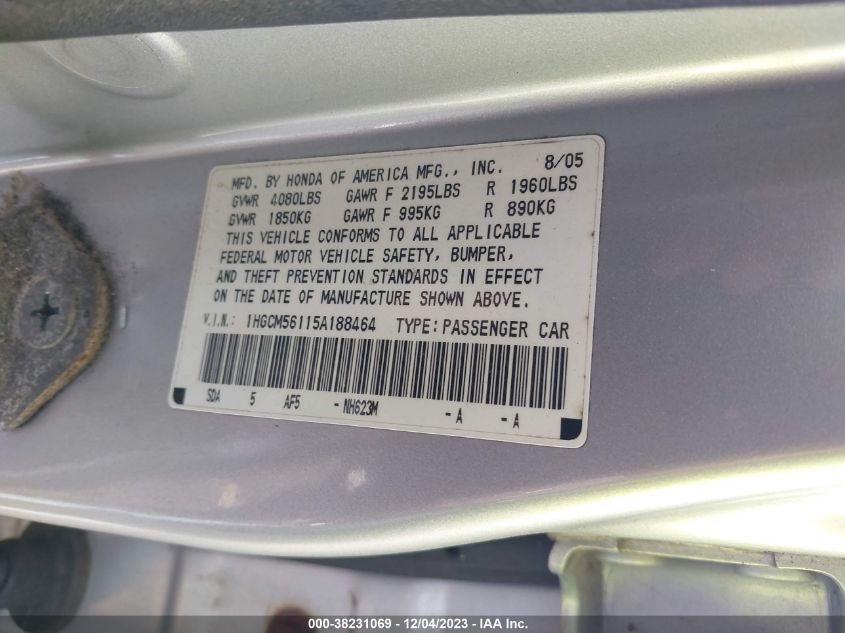 MFD. BY HONDA OF AMERICA MFG., INC. 8/05
GVWR 4080LBS GAWR F 2195LBS R 1960LBS
GVWR 1850KG GAWR F 995KG R 890KG
THIS VEHICLE CONFORMS TO ALL APPLICABLE
FEDERAL MOTOR VEHICLE SAFETY, BUMPER,
AND THEFT PREVENTION STANDARDS IN EFFECT
ON THE DATE OF MANUFACTURE SHOWN ABOVE.
V.I.N.: 1HGCM56115A188464 TYPE: PASSENGER CAR
SDA 5 AF5 -NH623M -A -A
000-38231069 - 12/04/2023 - IAA Inc.